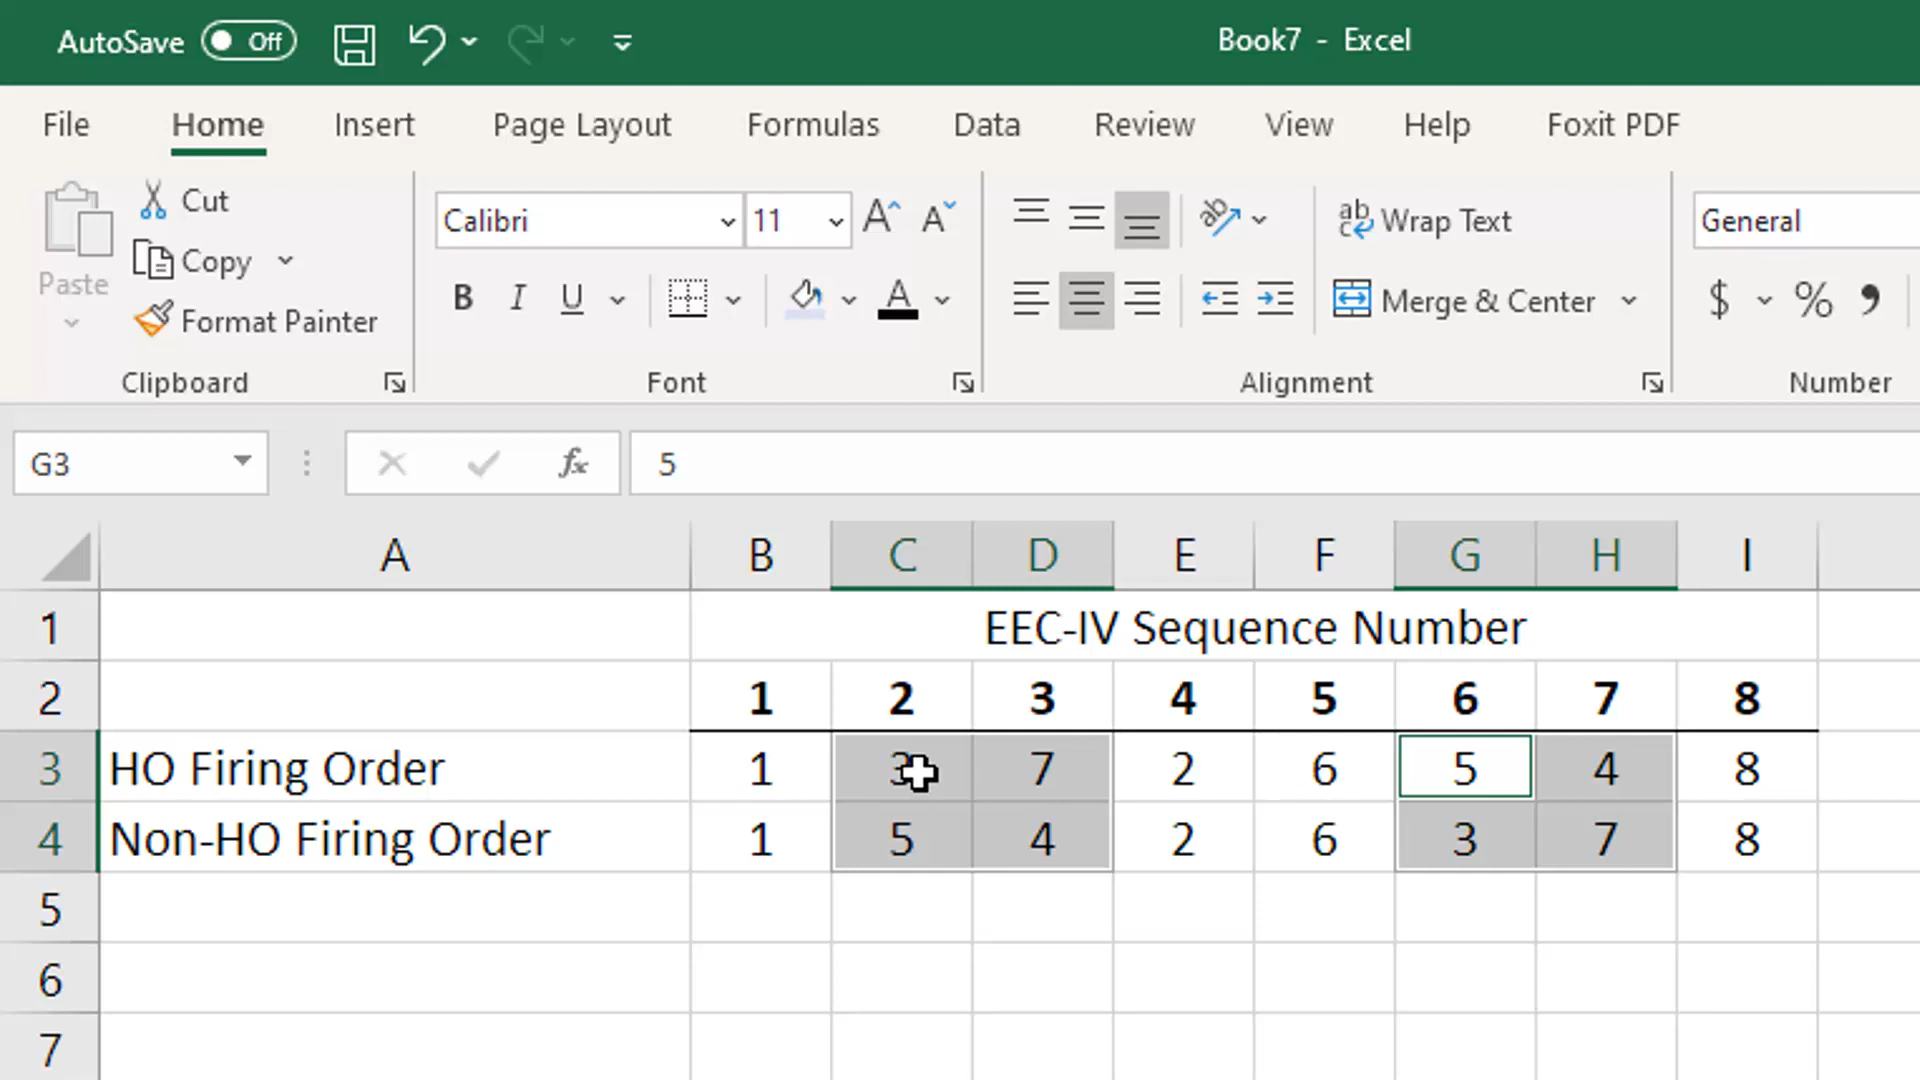 AutoSave Off Book7 - Excel
File Home Insert Page Layout Formulas Data Review View Help Foxit PDF
Paste Cut Copy Format Painter
Calibri 11
B I U A
ab Wrap Text
Merge & Center
General
$ % ,
Clipboard Font Alignment Number
G3 fx 5
A B C D E F G H I
1 EEC-IV Sequence Number
2 1 2 3 4 5 6 7 8
3 HO Firing Order 1 3 7 2 6 5 4 8
4 Non-HO Firing Order 1 5 4 2 6 3 7 8
5
6
7